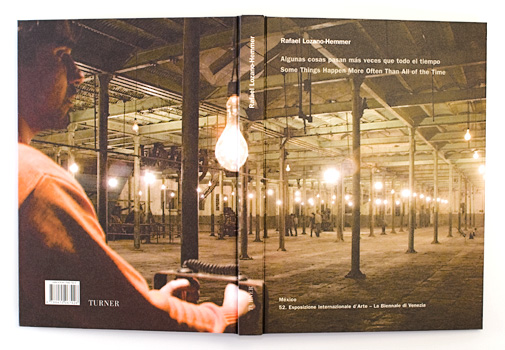 Rafael Lozano-Hemmer
Algunas cosas pasan más veces que todo el tiempo
Some Things Happen More Often Than All of the Time
México
52. Esposizione Internazionale d'Arte – La Biennale di Venezia
Rafael Lozano-Hemmer
TURNER